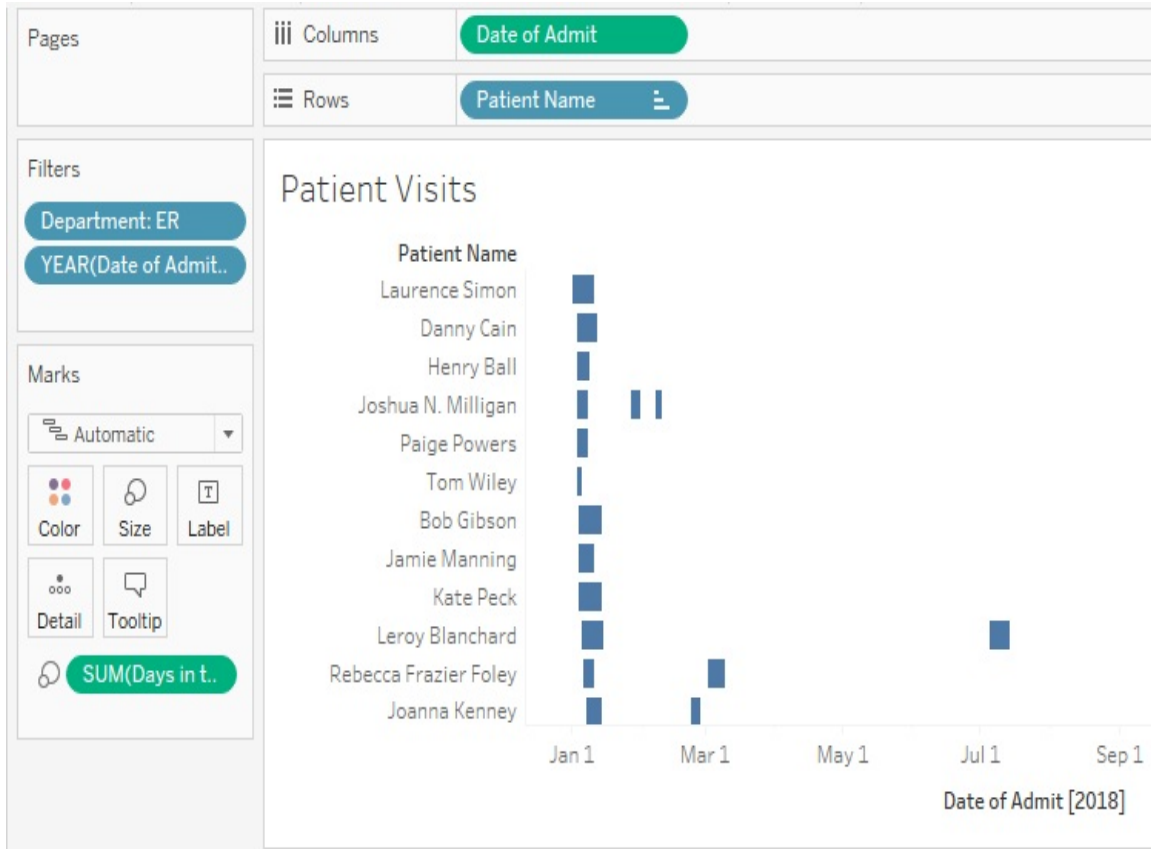 Pages
Columns
Date of Admit
Rows
Patient Name
Filters
Department: ER
YEAR(Date of Admit..
Marks
Automatic
Color
Size
Label
Detail
Tooltip
SUM(Days in t..
Patient Visits
Patient Name
Laurence Simon
Danny Cain
Henry Ball
Joshua N. Milligan
Paige Powers
Tom Wiley
Bob Gibson
Jamie Manning
Kate Peck
Leroy Blanchard
Rebecca Frazier Foley
Joanna Kenney
Jan 1 Mar 1 May 1 Jul 1 Sep 1
Date of Admit [2018]